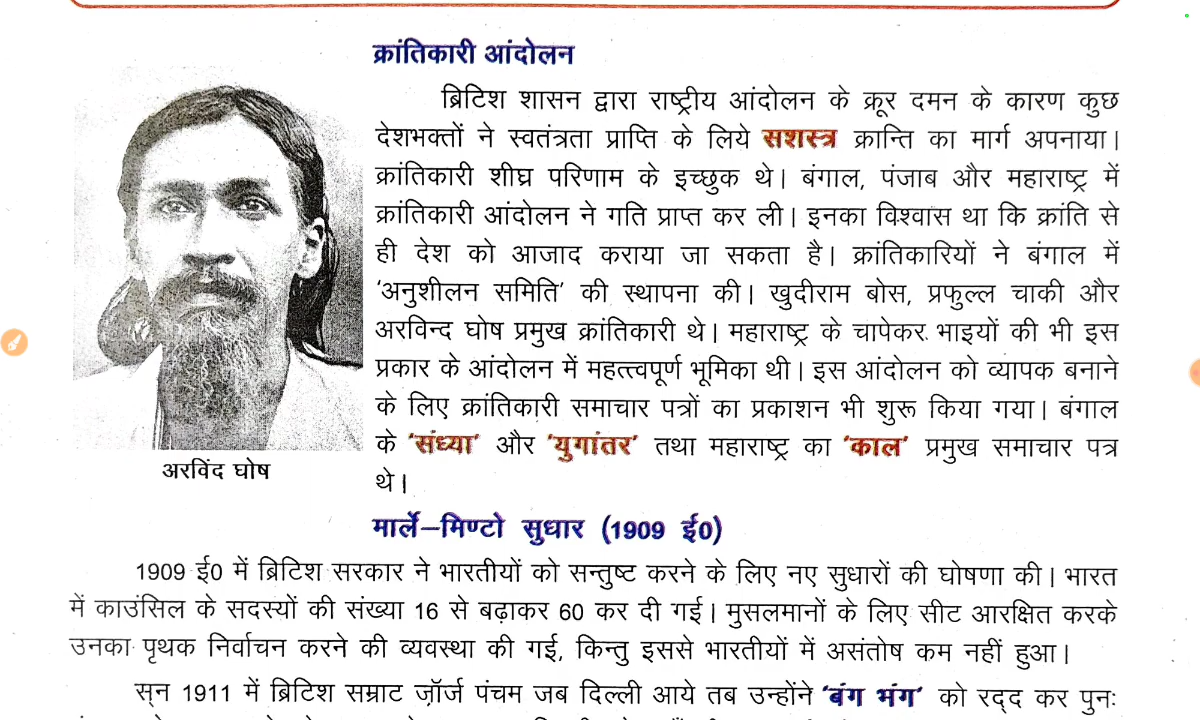 क्रांतिकारी आंदोलन
ब्रिटिश शासन द्वारा राष्ट्रीय आंदोलन के क्रूर दमन के कारण कुछ
देशभक्तों ने स्वतंत्रता प्राप्ति के लिये सशस्त्र क्रान्ति का मार्ग अपनाया।
क्रांतिकारी शीघ्र परिणाम के इच्छुक थे। बंगाल, पंजाब और महाराष्ट्र में
क्रांतिकारी आंदोलन ने गति प्राप्त कर ली। इनका विश्वास था कि क्रांति से
ही देश को आजाद कराया जा सकता है। क्रांतिकारियों ने बंगाल में
'अनुशीलन समिति' की स्थापना की। खुदीराम बोस, प्रफुल्ल चाकी और
अरविन्द घोष प्रमुख क्रांतिकारी थे। महाराष्ट्र के चापेकर भाइयों की भी इस
प्रकार के आंदोलन में महत्त्वपूर्ण भूमिका थी। इस आंदोलन को व्यापक बनाने
के लिए क्रांतिकारी समाचार पत्रों का प्रकाशन भी शुरू किया गया। बंगाल
के 'संध्या' और 'युगांतर' तथा महाराष्ट्र का 'काल' प्रमुख समाचार पत्र
थे।
अरविंद घोष
मार्ले–मिण्टो सुधार (1909 ई0)
1909 ई0 में ब्रिटिश सरकार ने भारतीयों को सन्तुष्ट करने के लिए नए सुधारों की घोषणा की। भारत
में काउंसिल के सदस्यों की संख्या 16 से बढ़ाकर 60 कर दी गई। मुसलमानों के लिए सीट आरक्षित करके
उनका पृथक निर्वाचन करने की व्यवस्था की गई, किन्तु इससे भारतीयों में असंतोष कम नहीं हुआ।
सन् 1911 में ब्रिटिश सम्राट जॉर्ज पंचम जब दिल्ली आये तब उन्होंने 'बंग भंग' को रद्द कर पुनः